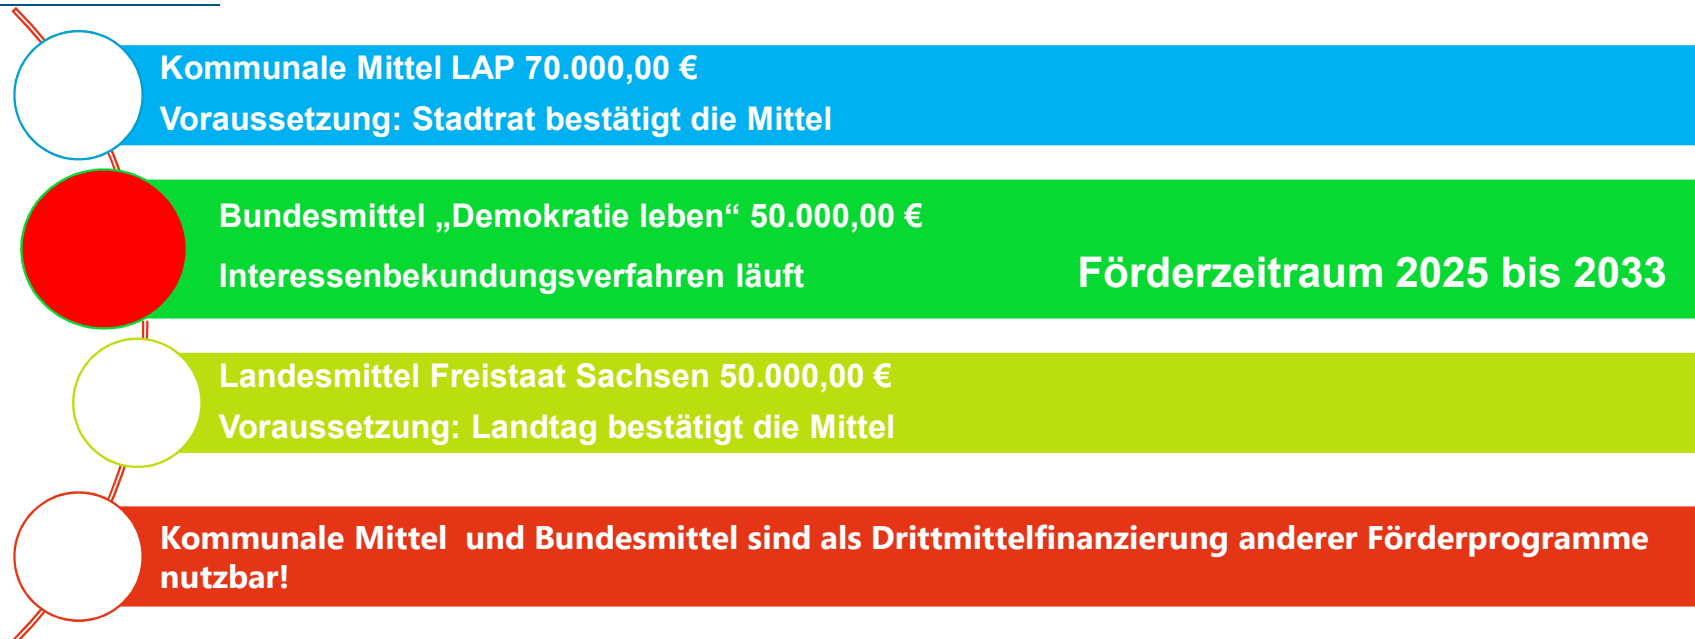 Kommunale Mittel LAP 70.000,00 €
Voraussetzung: Stadtrat bestätigt die Mittel
Bundesmittel „Demokratie leben“ 50.000,00 €
Interessenbekundungsverfahren läuft Förderzeitraum 2025 bis 2033
Landesmittel Freistaat Sachsen 50.000,00 €
Voraussetzung: Landtag bestätigt die Mittel
Kommunale Mittel  und Bundesmittel sind als Drittmittelfinanzierung anderer Förderprogramme
nutzbar!